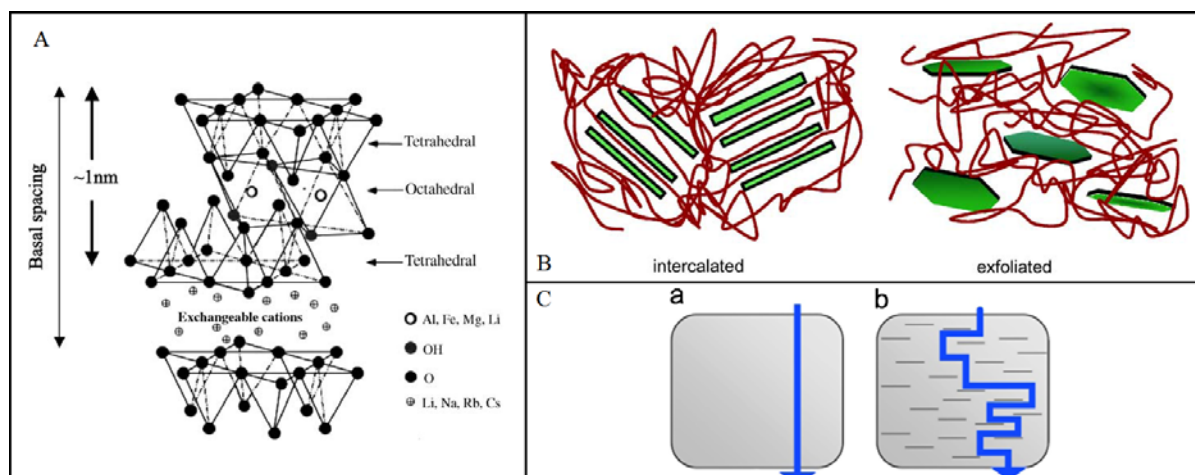 A
Basal spacing
~1nm
Tetrahedral
Octahedral
Tetrahedral
Exchangeable cations
Al, Fe, Mg, Li
OH
O
Li, Na, Rb, Cs
B
intercalated
exfoliated
C
a
b